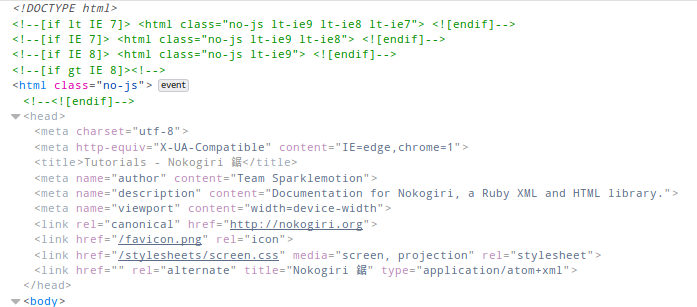 <!DOCTYPE html>
<!--[if lt IE 7]> <html class="no-js lt-ie9 lt-ie8 lt-ie7"> <![endif]-->
<!--[if IE 7]> <html class="no-js lt-ie9 lt-ie8"> <![endif]-->
<!--[if IE 8]> <html class="no-js lt-ie9"> <![endif]-->
<!--[if gt IE 8]><!-->
<html class="no-js"> event
<!--<![endif]-->
<head>
<meta charset="utf-8">
<meta http-equiv="X-UA-Compatible" content="IE=edge,chrome=1">
<title>Tutorials - Nokogiri 鋸</title>
<meta name="author" content="Team Sparklemotion">
<meta name="description" content="Documentation for Nokogiri, a Ruby XML and HTML library.">
<meta name="viewport" content="width=device-width">
<link rel="canonical" href="http://nokogiri.org">
<link href="/favicon.png" rel="icon">
<link href="/stylesheets/screen.css" media="screen, projection" rel="stylesheet">
<link href="" rel="alternate" title="Nokogiri 鋸" type="application/atom+xml">
</head>
<body>